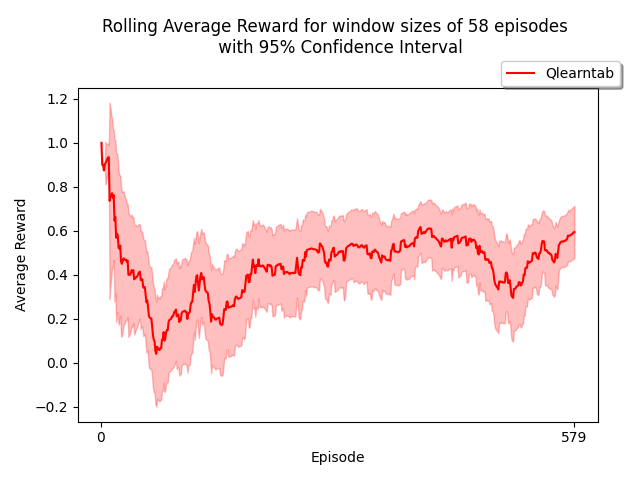 Rolling Average Reward for window sizes of 58 episodes
with 95% Confidence Interval
Qlearntab
Average Reward
1.2
1.0
0.8
0.6
0.4
0.2
0.0
−0.2
0
579
Episode